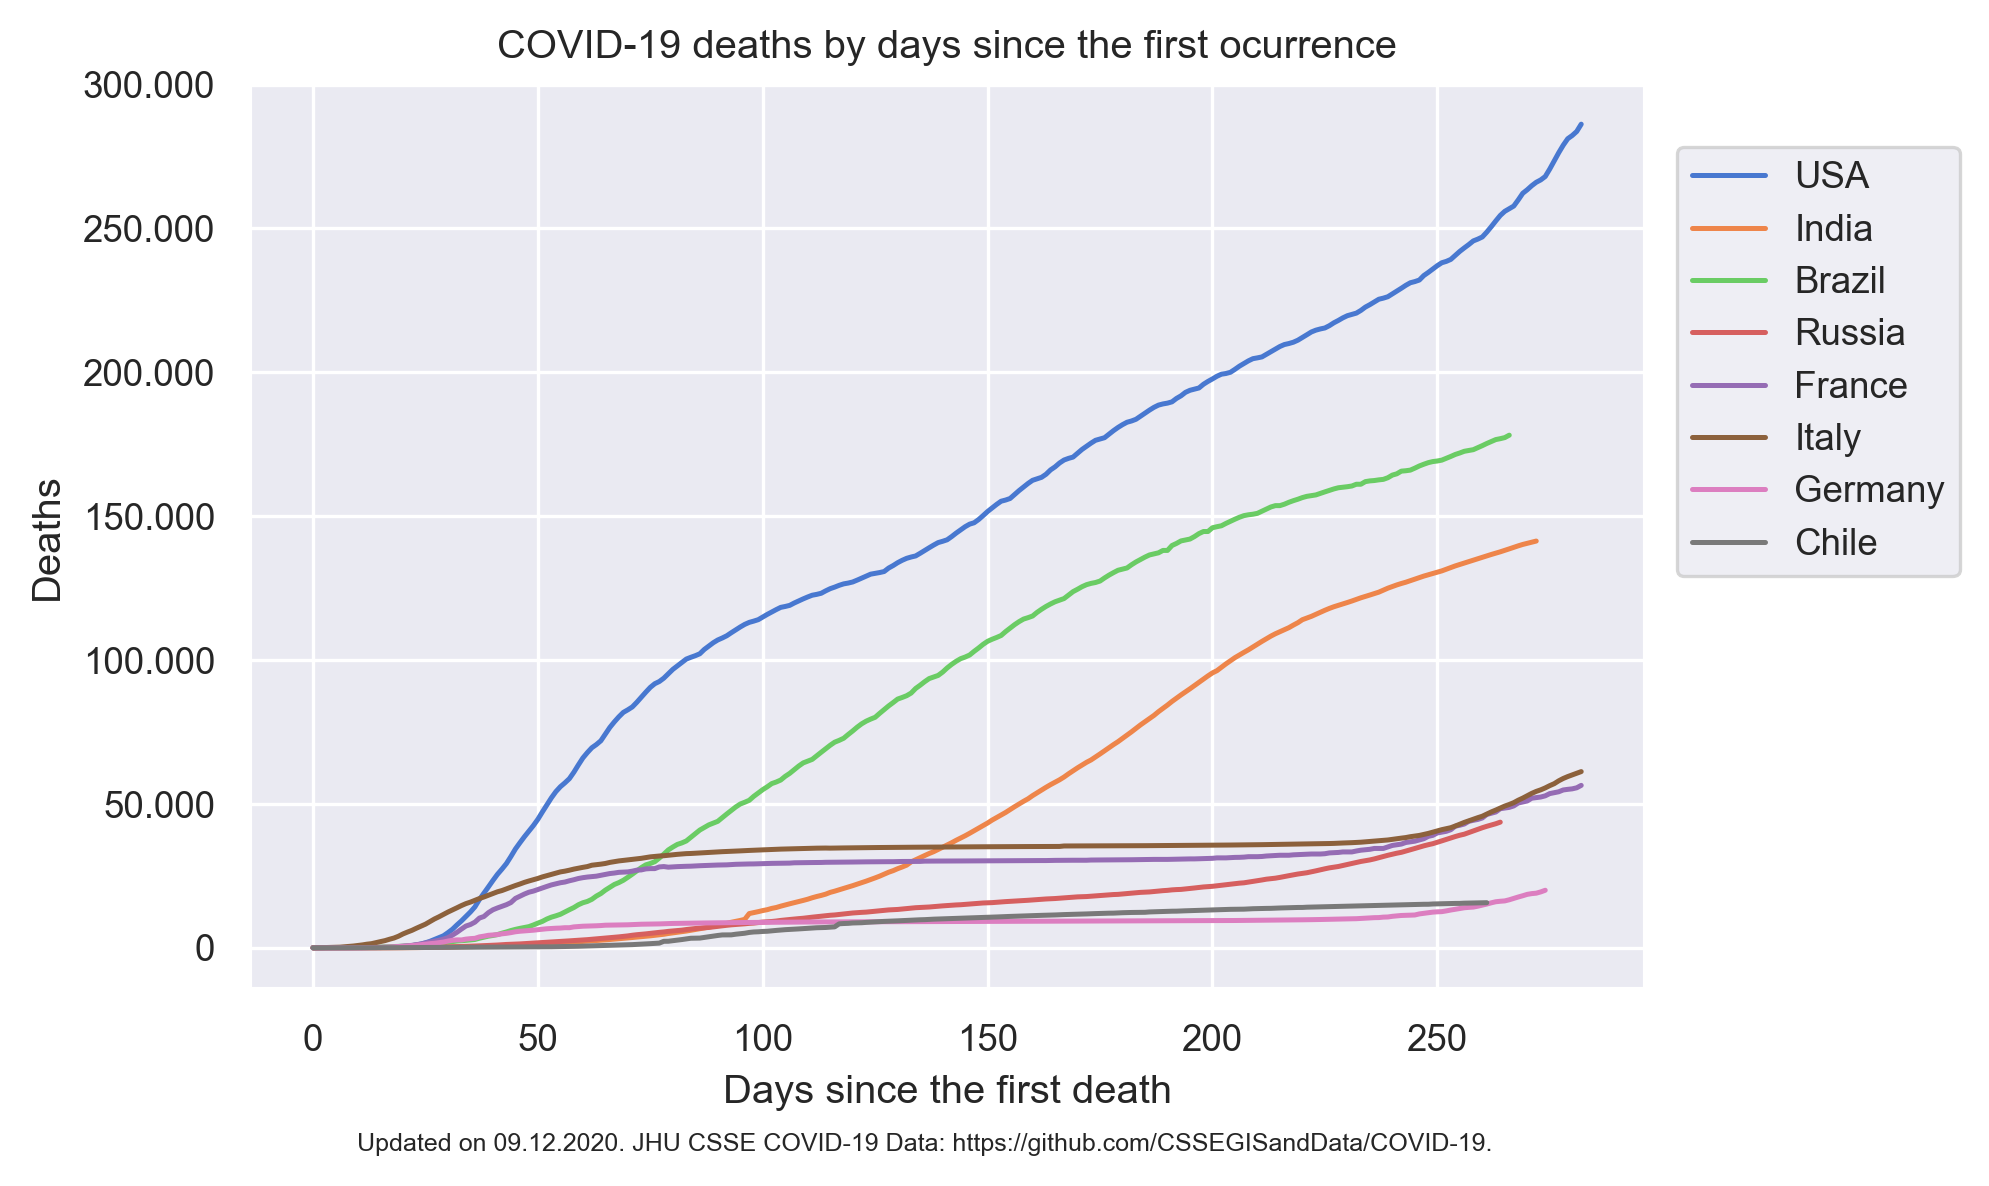 COVID-19 deaths by days since the first ocurrence
300.000
250.000
200.000
150.000
100.000
50.000
0
Deaths
0 50 100 150 200 250
Days since the first death
USA
India
Brazil
Russia
France
Italy
Germany
Chile
Updated on 09.12.2020. JHU CSSE COVID-19 Data: https://github.com/CSSEGISandData/COVID-19.